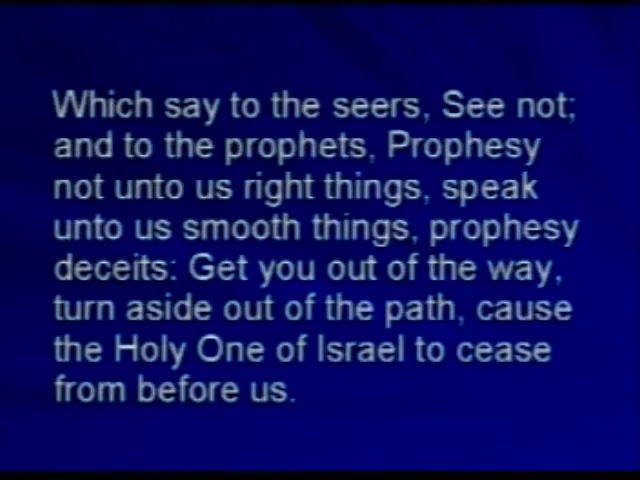 Which say to the seers, See not;
and to the prophets, Prophesy
not unto us right things, speak
unto us smooth things, prophesy
deceits: Get you out of the way,
turn aside out of the path, cause
the Holy One of Israel to cease
from before us.